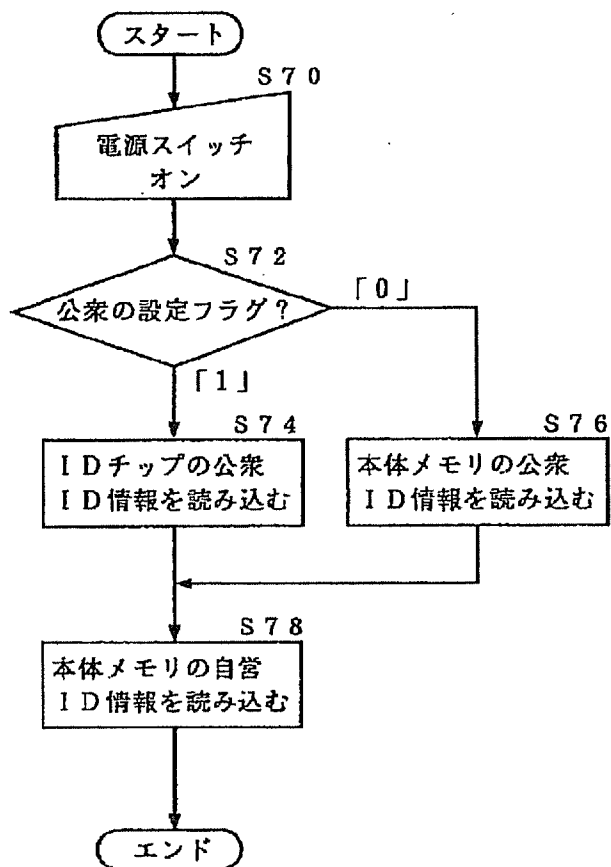 スタート
S70
電源スイッチ
オン
S72
公衆の設定フラグ?
「0」
「1」
S74
IDチップの公衆
ID情報を読み込む
S76
本体メモリの公衆
ID情報を読み込む
S78
本体メモリの自営
ID情報を読み込む
エンド